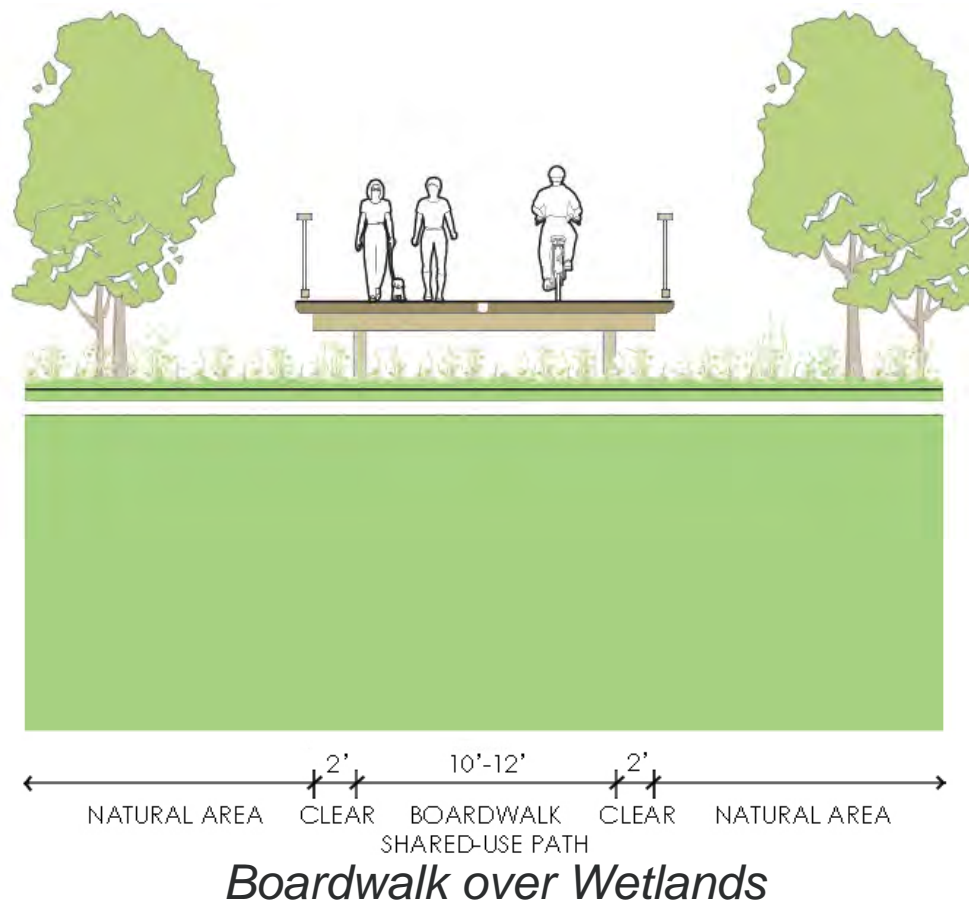 2' 10'-12' 2'
NATURAL AREA CLEAR BOARDWALK CLEAR NATURAL AREA
SHARED-USE PATH
Boardwalk over Wetlands